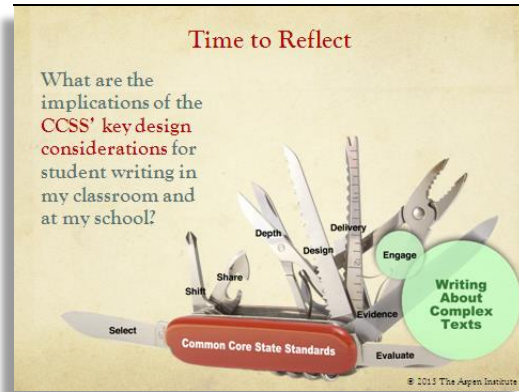 Time to Reflect
What are the
implications of the
CCSS' key design
considerations for
student writing in
my classroom and
at my school?
Delivery
Depth
Design
Engage
Share
Shift
Writing
About
Complex
Texts
Evidence
Select
Common Core State Standards
Evaluate
© 2013 The Aspen Institute